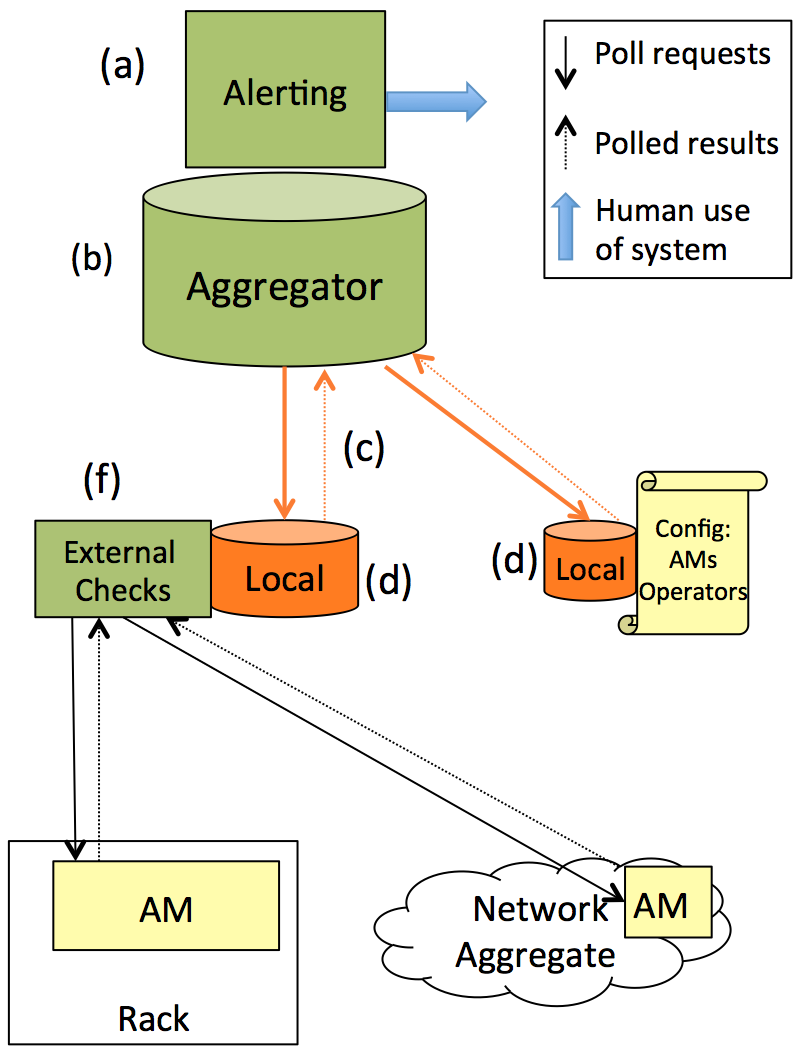 (a)
Alerting
Poll requests
Polled results
Human use
of system
(b)
Aggregator
(c)
(f)
External
Checks
Local
(d)
(d)
Local
Config:
AMs
Operators
AM
Rack
Network
Aggregate
AM